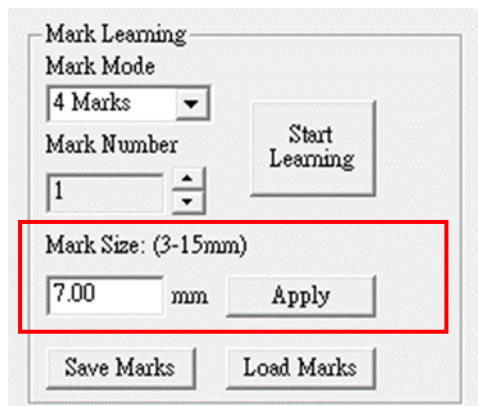 Mark Learning
Mark Mode
4 Marks
Mark Number
1
Start
Learning
Mark Size: (3-15mm)
7.00 mm Apply
Save Marks Load Marks